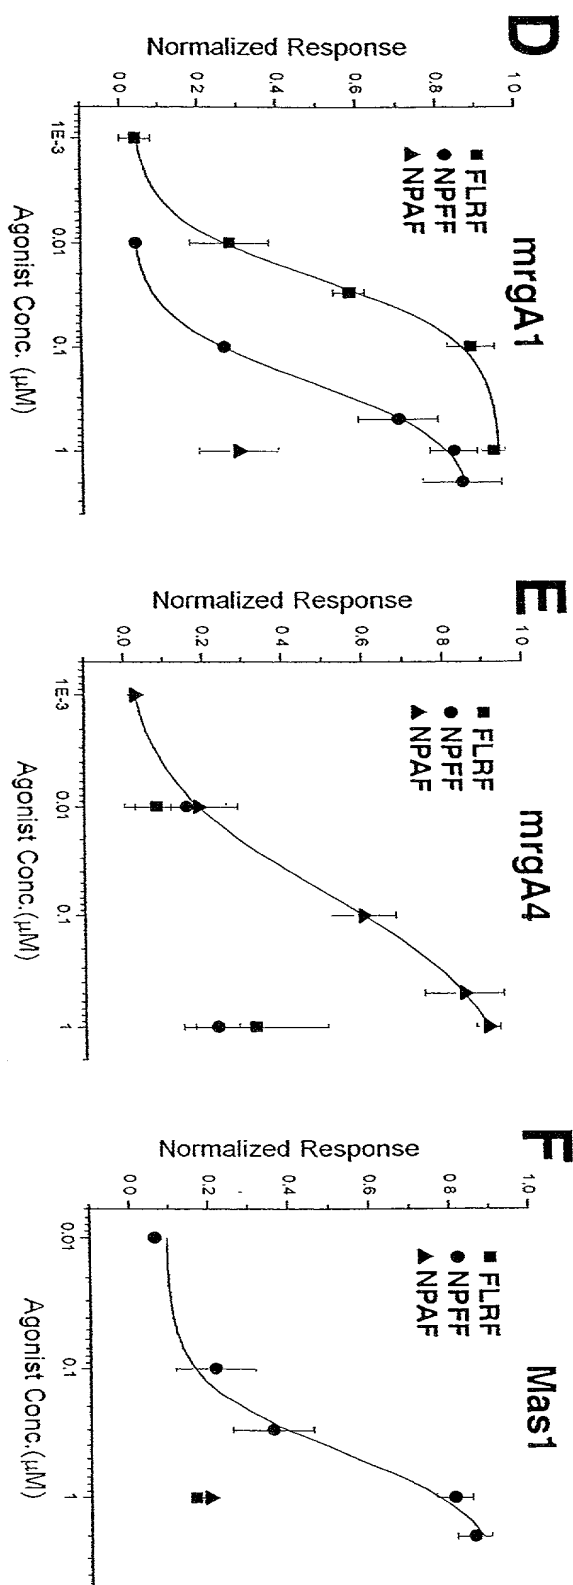 D
mrgA1
FLRF
NPFF
NPAF
Normalized Response
1.0
0.8
0.6
0.4
0.2
0.0
1E-3
0.01
0.1
1
Agonist Conc. (μM)
E
mrgA4
FLRF
NPFF
NPAF
Normalized Response
1.0
0.8
0.6
0.4
0.2
0.0
1E-3
0.01
0.1
1
Agonist Conc.(μM)
F
Mas1
FLRF
NPFF
NPAF
Normalized Response
1.0
0.8
0.6
0.4
0.2
0.0
0.01
0.1
1
Agonist Conc.(μM)